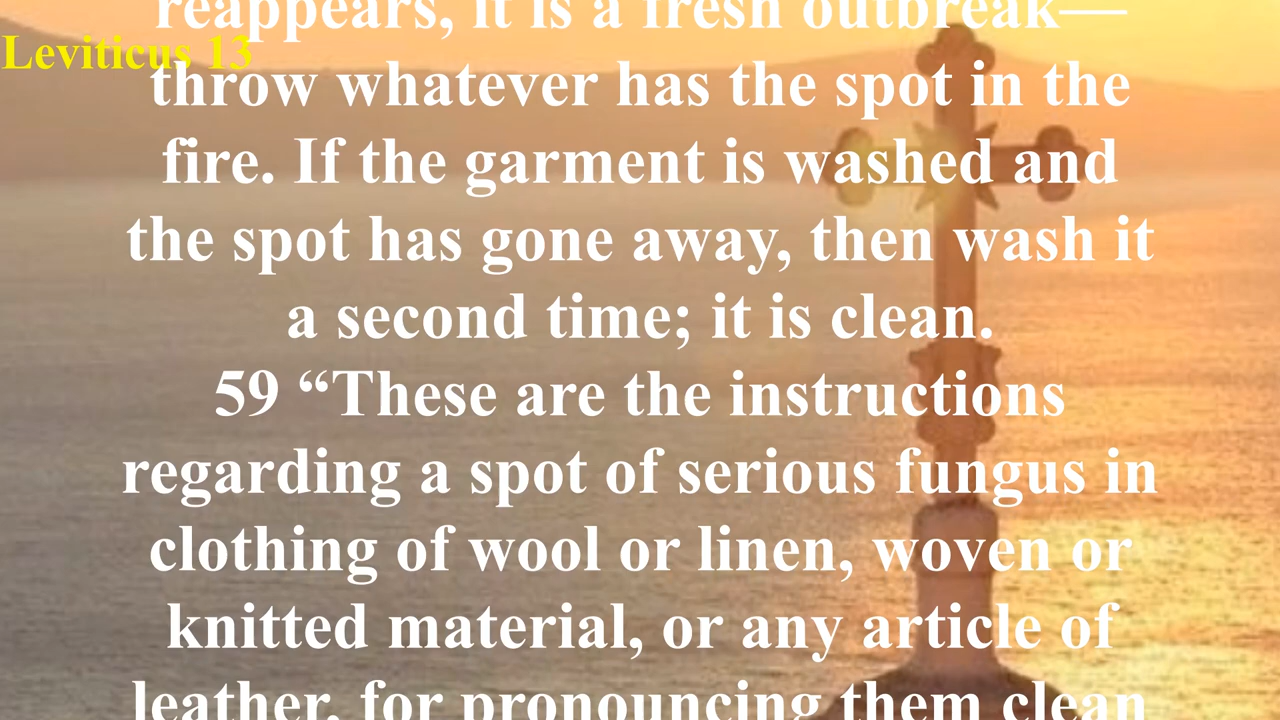 reappears, it is a fresh outbreak—
Leviticus 13
throw whatever has the spot in the
fire. If the garment is washed and
the spot has gone away, then wash it
a second time; it is clean.
59 “These are the instructions
regarding a spot of serious fungus in
clothing of wool or linen, woven or
knitted material, or any article of
leather, for pronouncing them clean